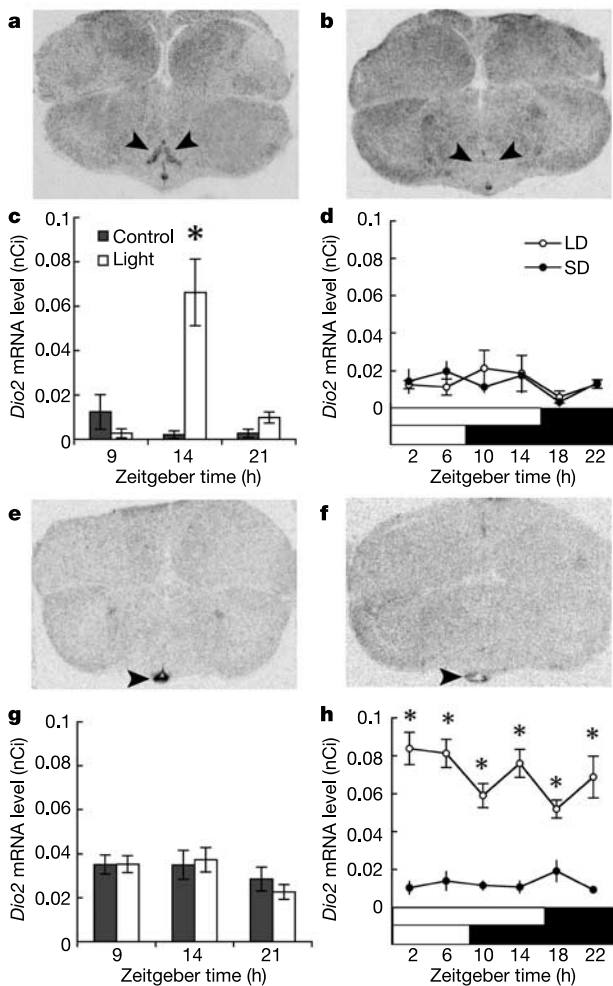 a
b
c
0.1
0.08
0.06
0.04
0.02
0
Dio2 mRNA level (nCi)
Control
Light
*
9 14 21
Zeitgeber time (h)
d
0.1
0.08
0.06
0.04
0.02
0
Dio2 mRNA level (nCi)
LD
SD
2 6 10 14 18 22
Zeitgeber time (h)
e
f
g
0.1
0.08
0.06
0.04
0.02
0
Dio2 mRNA level (nCi)
9 14 21
Zeitgeber time (h)
h
0.1
0.08
0.06
0.04
0.02
0
Dio2 mRNA level (nCi)
* * * * * *
2 6 10 14 18 22
Zeitgeber time (h)